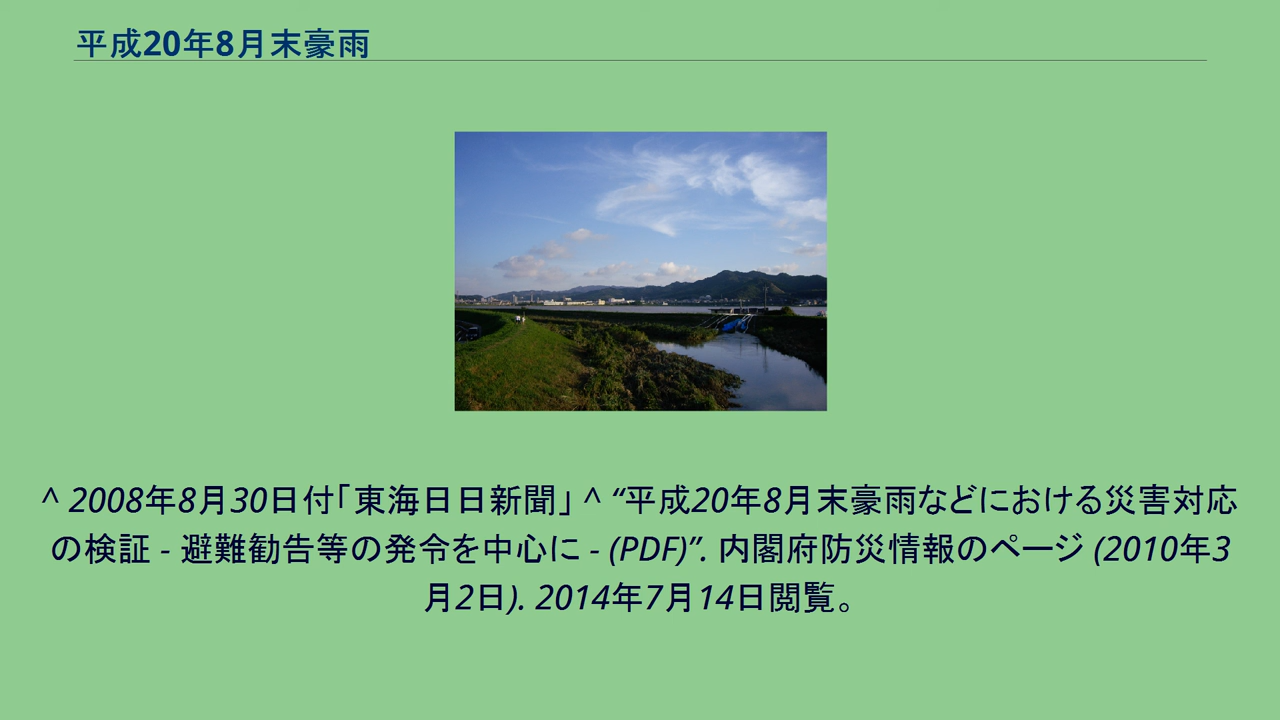 平成20年8月末豪雨
^ 2008年8月30日付「東海日日新聞」 ^ “平成20年8月末豪雨などにおける災害対応
の検証 - 避難勧告等の発令を中心に - (PDF)”. 内閣府防災情報のページ (2010年3
月2日). 2014年7月14日閲覧。